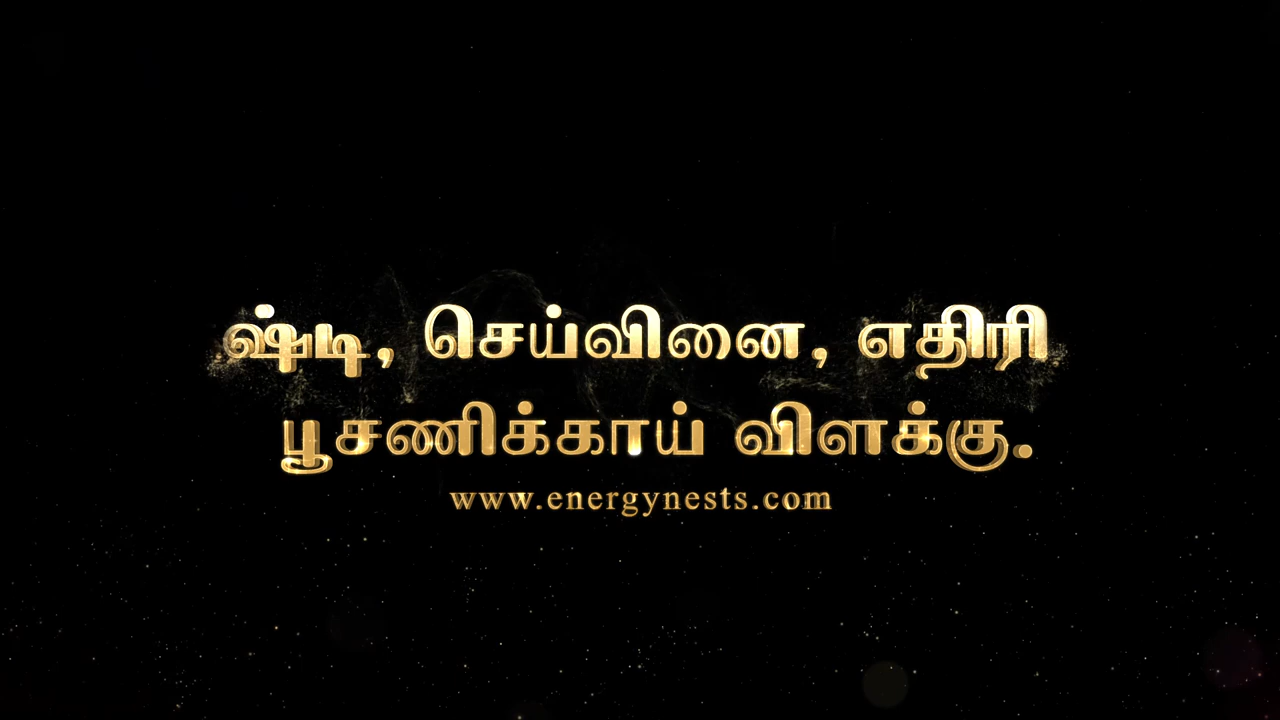 ஷ்டி, செய்வினை, எதிரி
பூசணிக்காய் விளக்கு.
www.energynests.com